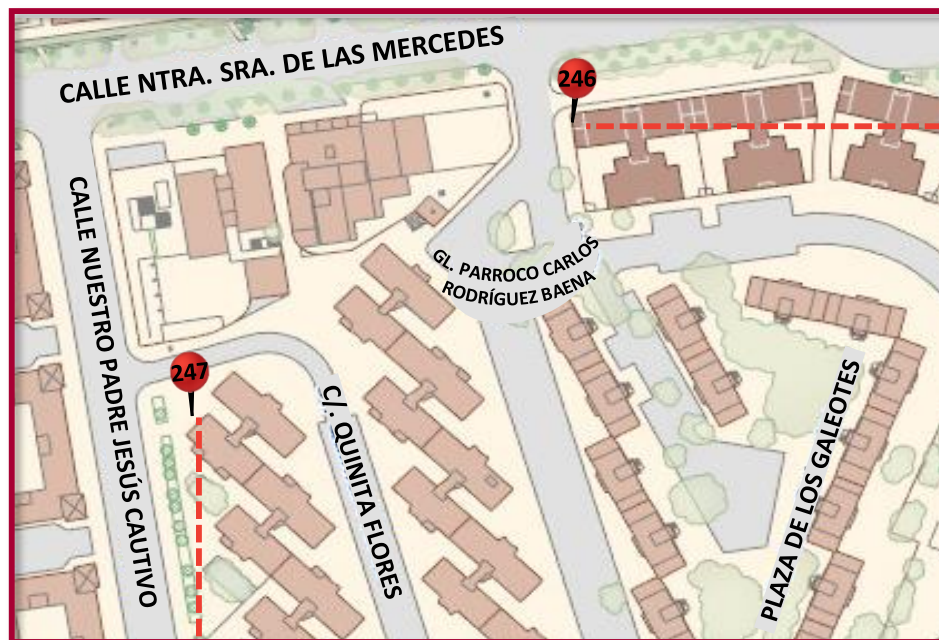 CALLE NTRA. SRA. DE LAS MERCEDES
246
CALLE NUESTRO PADRE JESÚS CAUTIVO
GL. PARROCO CARLOS
RODRÍGUEZ BAENA
247
C/. QUINITA FLORES
PLAZA DE LOS GALEOTES